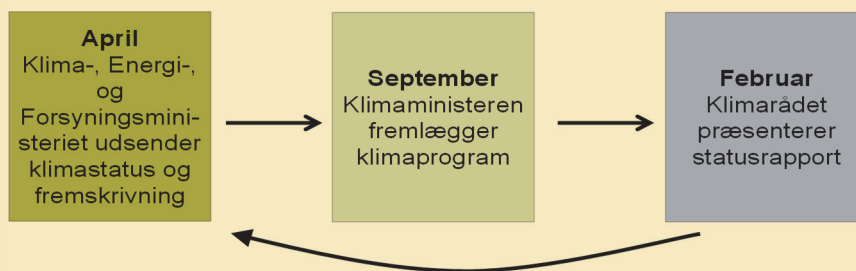 April
Klima-, Energi-,
og
Forsyningsmini-
steriet udsender
klimastatus og
fremskrivning
September
Klimaministeren
fremlægger
klimaprogram
Februar
Klimarådet
præsenterer
statusrapport